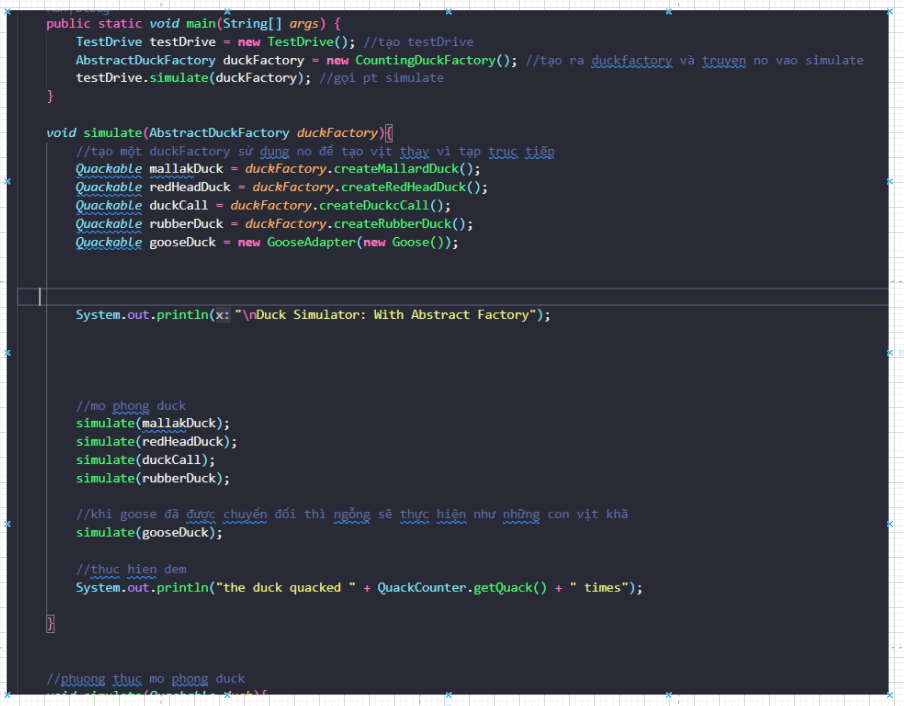 public static void main(String[] args) {
TestDrive testDrive = new TestDrive(); //tạo testDrive
AbstractDuckFactory duckFactory = new CountingDuckFactory(); //tạo ra duckfactory và truyen no vao simulate
testDrive.simulate(duckFactory); //gọi pt simulate
}
void simulate(AbstractDuckFactory duckFactory){
//tạo một duckFactory sử dụng no để tạo vịt thay vì tạp trực tiếp
Quackable mallakDuck = duckFactory.createMallardDuck();
Quackable redHeadDuck = duckFactory.createRedHeadDuck();
Quackable duckCall = duckFactory.createDuckcCall();
Quackable rubberDuck = duckFactory.createRubberDuck();
Quackable gooseDuck = new GooseAdapter(new Goose());
System.out.println(x: "\nDuck Simulator: With Abstract Factory");
//mo phong duck
simulate(mallakDuck);
simulate(redHeadDuck);
simulate(duckCall);
simulate(rubberDuck);
//khi goose đã được chuyển đổi thì ngỗng sẽ thực hiện như những con vịt khã
simulate(gooseDuck);
//thuc hien dem
System.out.println("the duck quacked " + QuackCounter.getQuack() + " times");
}
//phuong thuc mo phong duck
void simulate(Quackable duck){